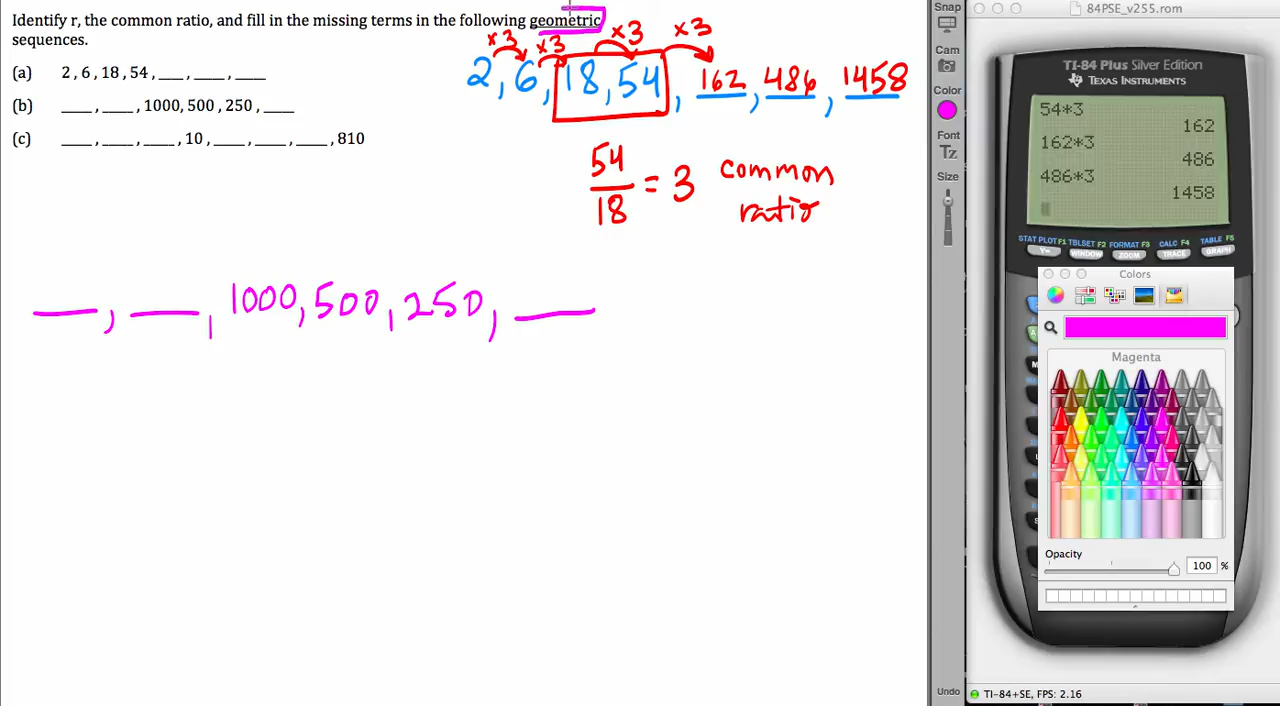 Identify r, the common ratio, and fill in the missing terms in the following geometric
sequences.
(a) 2 , 6 , 18 , 54 , ___ , ___ , ___
(b) ___ , ___ , 1000 , 500 , 250 , ___
(c) ___ , ___ , ___ , 10 , ___ , ___ , ___ , 810
×3 ×3 ×3 ×3
2, 6, 18, 54, 162, 486, 1458
54/18 = 3 common
ratio
___, ___, 1000, 500, 250, ___
Snap
Cam
Color
Font
Tz
Size
Undo
84PSE_v255.rom
TI-84 Plus Silver Edition
TEXAS INSTRUMENTS
54*3
162
162*3
486
486*3
1458
STAT PLOT F1 TBLSET F2 FORMAT F3 CALC F4 TABLE F5
Y= WINDOW ZOOM TRACE GRAPH
Colors
Magenta
Opacity
100 %
TI-84+SE, FPS: 2.16